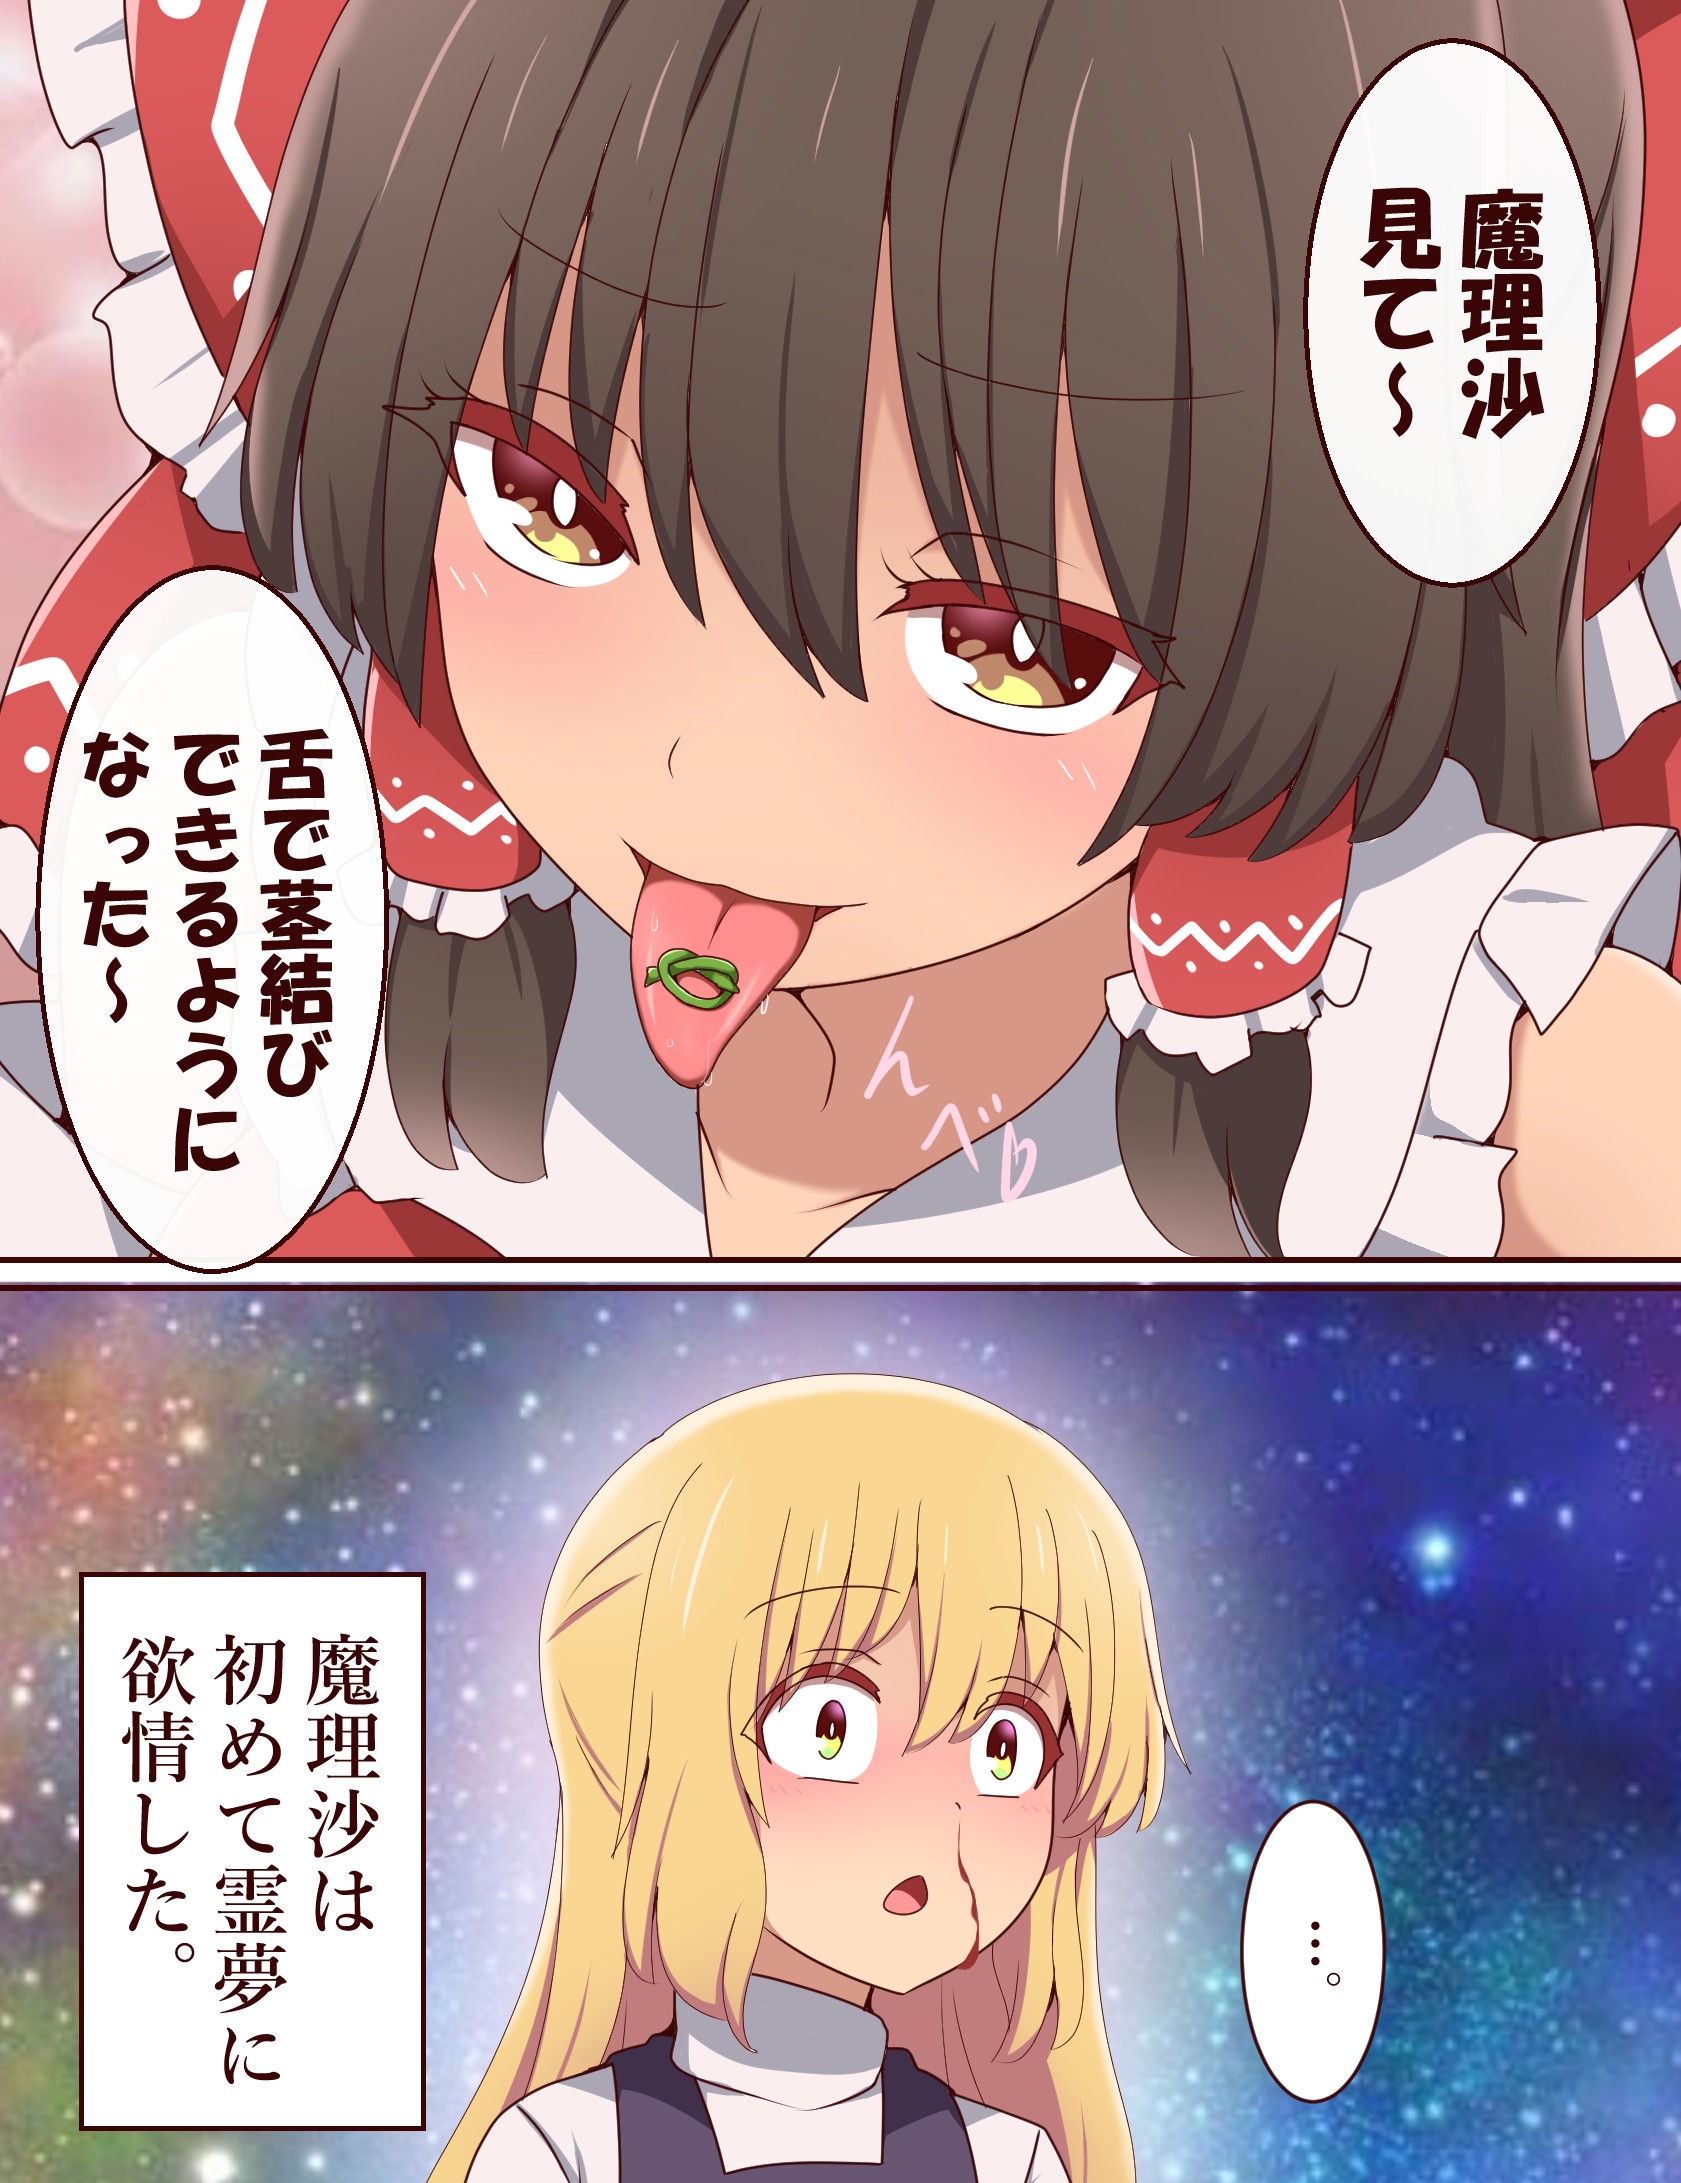 魔理沙
見て～
舌で茎結び
できるように
なった～
んべ♭
…。
魔理沙は
初めて霊夢に
欲情した。